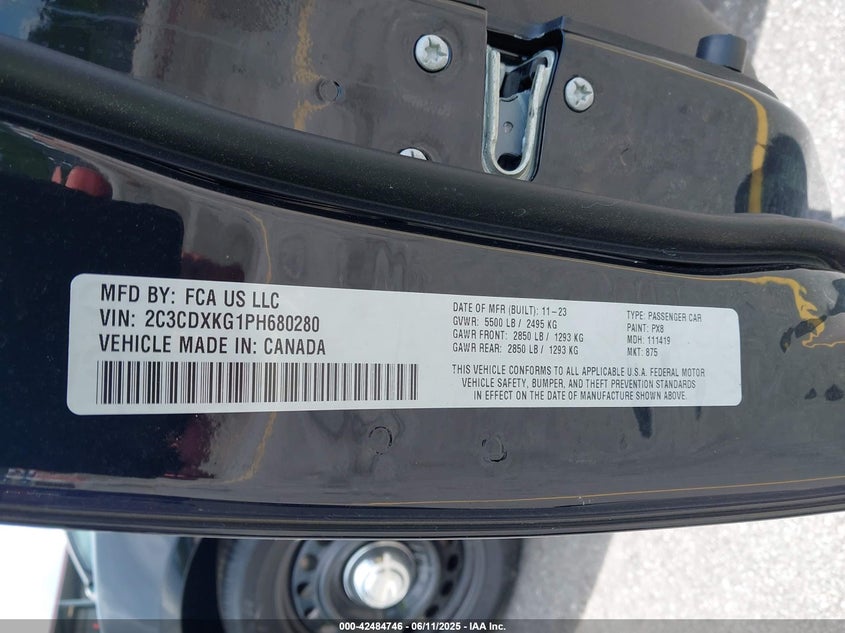 MFD BY: FCA US LLC
VIN: 2C3CDXKG1PH680280
VEHICLE MADE IN: CANADA
DATE OF MFR (BUILT): 11-23
GVWR: 5500 LB / 2495 KG
GAWR FRONT: 2850 LB / 1293 KG
GAWR REAR: 2850 LB / 1293 KG
TYPE: PASSENGER CAR
PAINT: PX8
MDH: 111419
MKT: 875
THIS VEHICLE CONFORMS TO ALL APPLICABLE U.S.A. FEDERAL MOTOR
VEHICLE SAFETY, BUMPER, AND THEFT PREVENTION STANDARDS
IN EFFECT ON THE DATE OF MANUFACTURE SHOWN ABOVE.
000-42484746 - 06/11/2025 - IAA Inc.